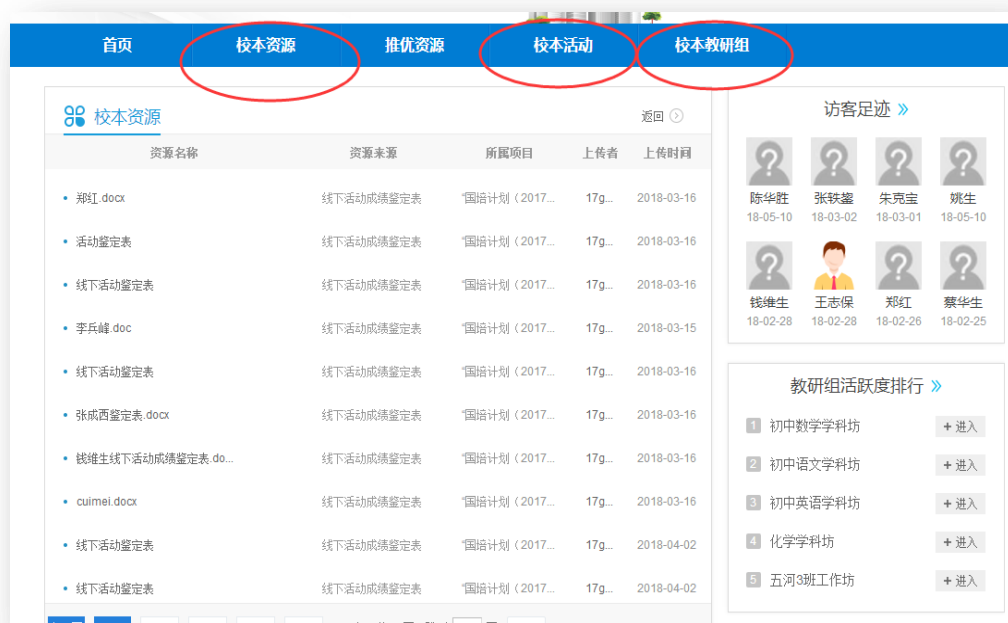 首页 校本资源 推优资源 校本活动 校本教研组
校本资源 返回
资源名称 资源来源 所属项目 上传者 上传时间
郑红.docx 线下活动成绩鉴定表 “国培计划（2017... 17g... 2018-03-16
活动鉴定表 线下活动成绩鉴定表 “国培计划（2017... 17g... 2018-03-16
线下活动鉴定表 线下活动成绩鉴定表 “国培计划（2017... 17g... 2018-03-16
李兵峰.doc 线下活动成绩鉴定表 “国培计划（2017... 17g... 2018-03-15
线下活动鉴定表 线下活动成绩鉴定表 “国培计划（2017... 17g... 2018-03-16
张成西鉴定表.docx 线下活动成绩鉴定表 “国培计划（2017... 17g... 2018-03-16
钱维生线下活动成绩鉴定表.do... 线下活动成绩鉴定表 “国培计划（2017... 17g... 2018-03-16
cuimei.docx 线下活动成绩鉴定表 “国培计划（2017... 17g... 2018-03-16
线下活动鉴定表 线下活动成绩鉴定表 “国培计划（2017... 17g... 2018-04-02
线下活动鉴定表 线下活动成绩鉴定表 “国培计划（2017... 17g... 2018-04-02
访客足迹
陈华胜 张轶鋆 朱克宝 姚生
18-05-10 18-03-02 18-03-01 18-05-10
钱维生 王志保 郑红 蔡华生
18-02-28 18-02-28 18-02-26 18-02-25
教研组活跃度排行
1 初中数学学科坊 + 进入
2 初中语文学科坊 + 进入
3 初中英语学科坊 + 进入
4 化学学科坊 + 进入
5 五河3班工作坊 + 进入